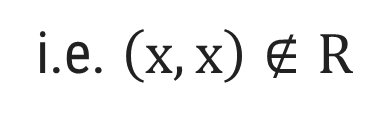 i.e. (x, x) ∉ R